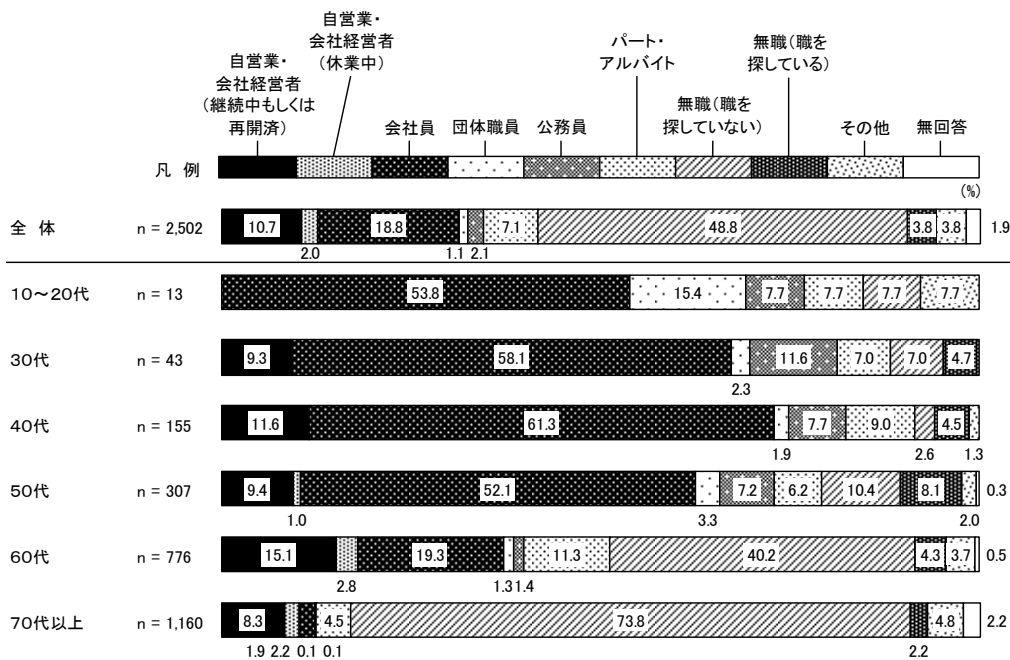 自営業・
会社経営者
(継続中もしくは
再開済)
自営業・
会社経営者
(休業中)
会社員
団体職員
公務員
パート・
アルバイト
無職(職を
探していない)
無職(職を
探している)
その他
無回答
凡 例
(%)
全 体 n = 2,502 10.7 18.8 7.1 48.8 3.8 3.8 1.9
2.0 1.1 2.1
10～20代 n = 13 53.8 15.4 7.7 7.7 7.7 7.7
30代 n = 43 9.3 58.1 11.6 7.0 7.0 4.7
2.3
40代 n = 155 11.6 61.3 7.7 9.0 4.5
1.9 2.6 1.3
50代 n = 307 9.4 52.1 7.2 6.2 10.4 8.1 0.3
1.0 3.3 2.0
60代 n = 776 15.1 19.3 11.3 40.2 4.3 3.7 0.5
2.8 1.3 1.4
70代以上 n = 1,160 8.3 4.5 73.8 4.8 2.2
1.9 2.2 0.1 0.1 2.2